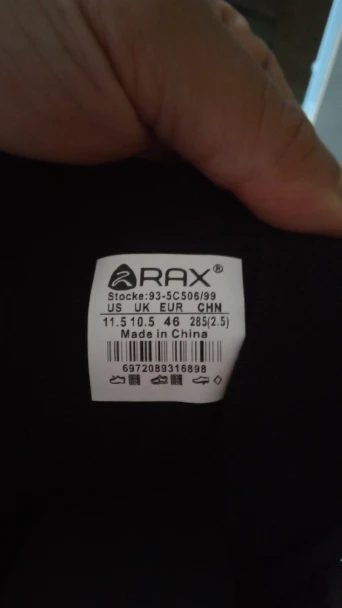 RAX®
Stocke:93-5C506/99
US UK EUR CHN
11.5 10.5 46 285(2.5)
Made in China
6972089316898